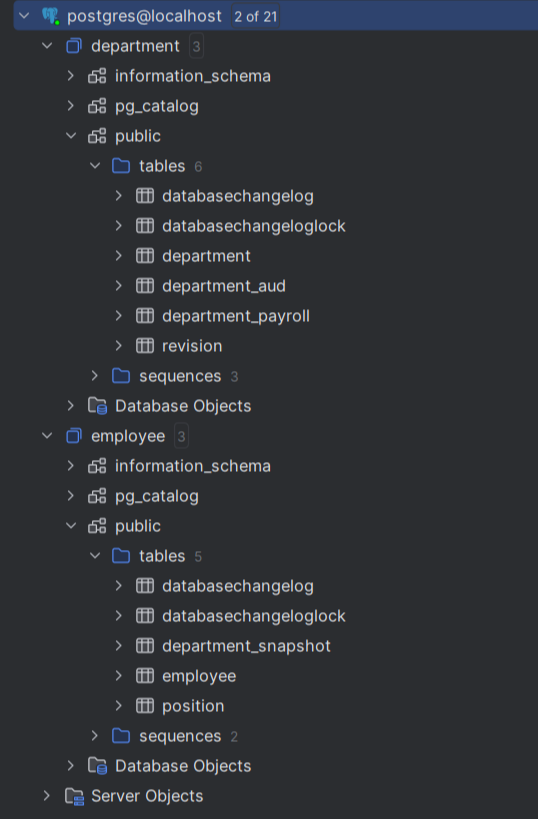 postgres@localhost 2 of 21
department 3
information_schema
pg_catalog
public
tables 6
databasechangelog
databasechangeloglock
department
department_aud
department_payroll
revision
sequences 3
Database Objects
employee 3
information_schema
pg_catalog
public
tables 5
databasechangelog
databasechangeloglock
department_snapshot
employee
position
sequences 2
Database Objects
Server Objects